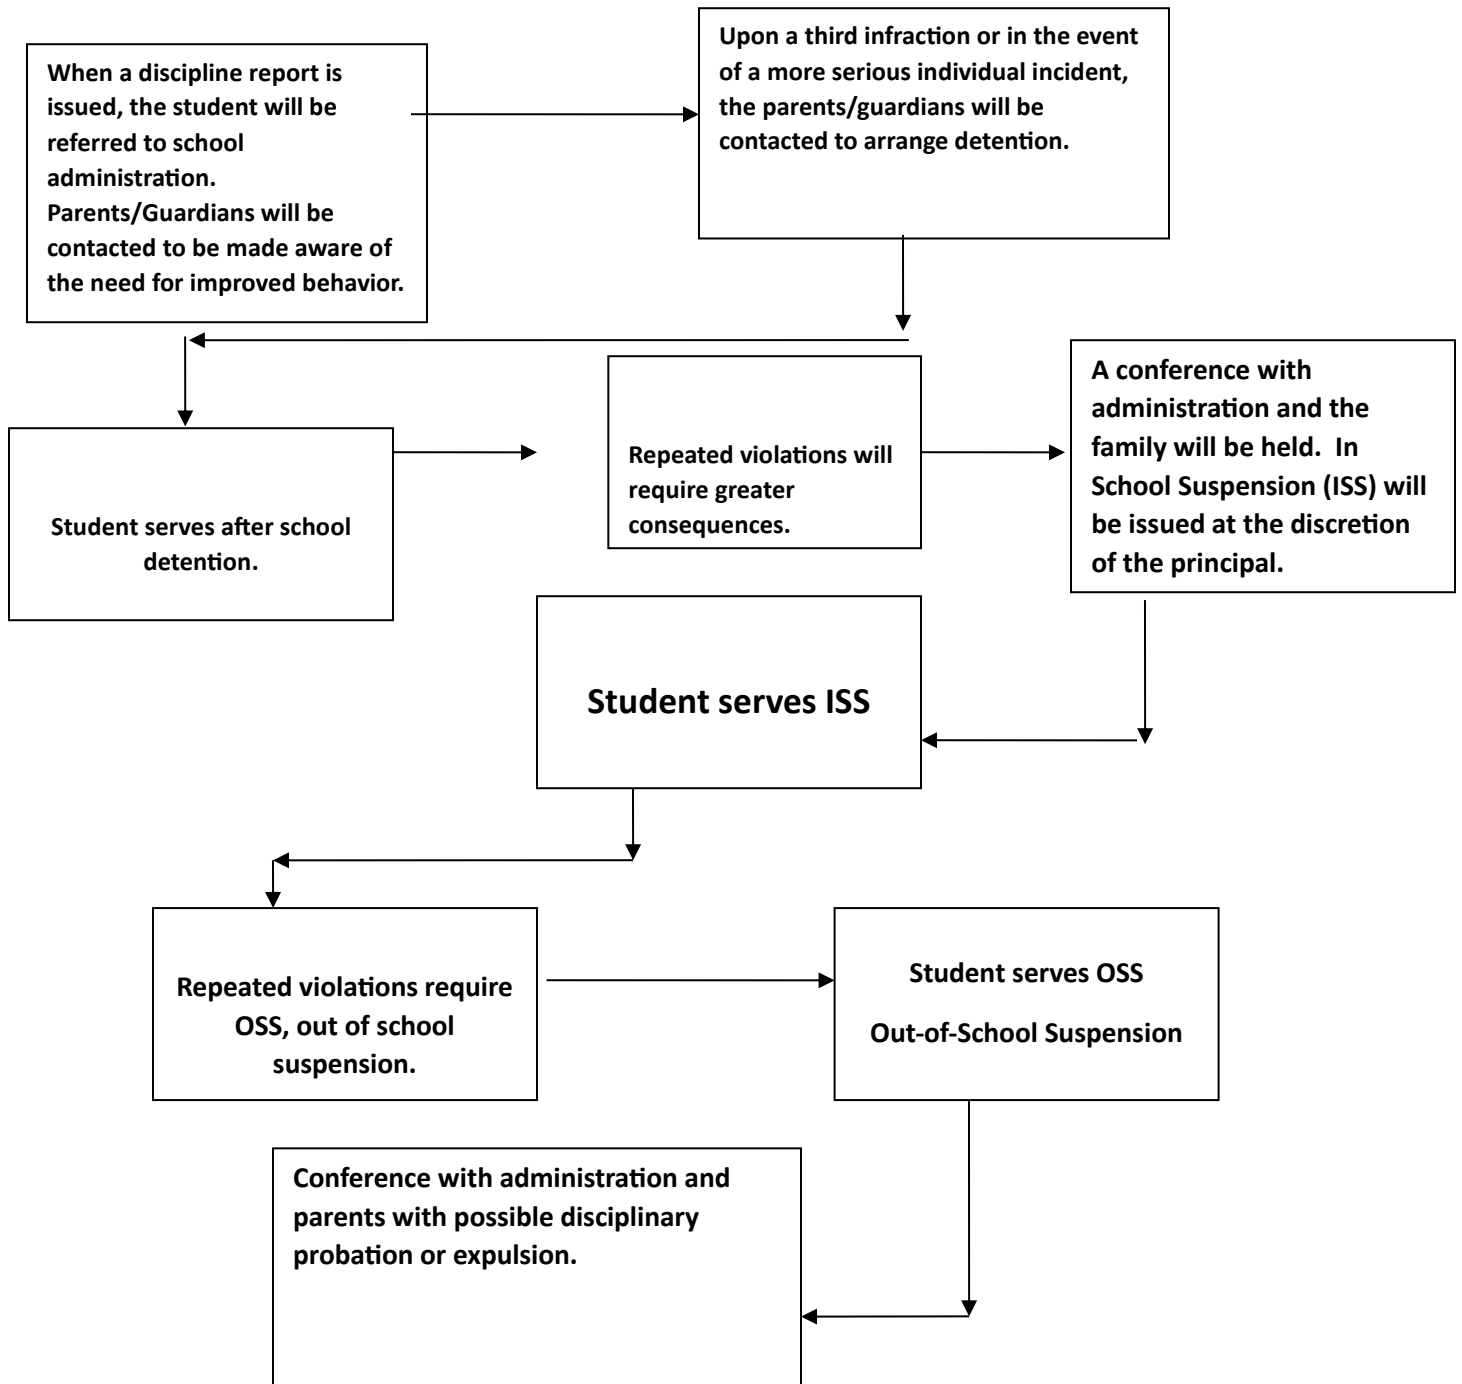 When a discipline report is
issued, the student will be
referred to school
administration.
Parents/Guardians will be
contacted to be made aware of
the need for improved behavior.
Upon a third infraction or in the event
of a more serious individual incident,
the parents/guardians will be
contacted to arrange detention.
Student serves after school
detention.
Repeated violations will
require greater
consequences.
A conference with
administration and the
family will be held.  In
School Suspension (ISS) will
be issued at the discretion
of the principal.
Student serves ISS
Repeated violations require
OSS, out of school
suspension.
Student serves OSS
Out-of-School Suspension
Conference with administration and
parents with possible disciplinary
probation or expulsion.